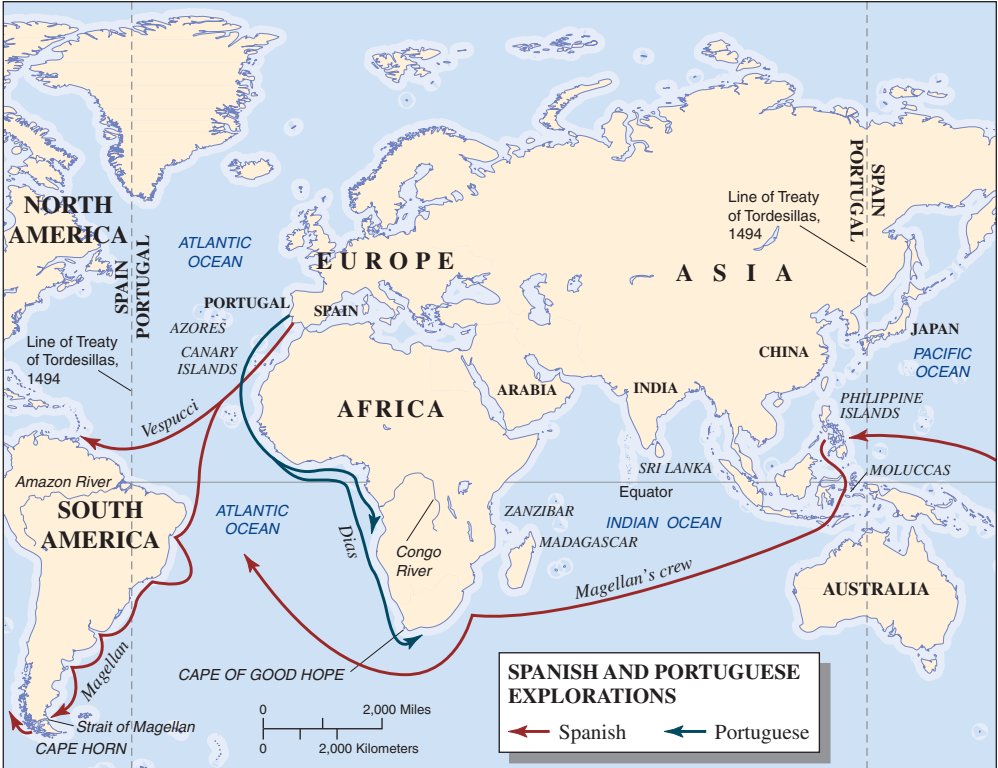 NORTH
AMERICA
SPAIN
PORTUGAL
ATLANTIC
OCEAN
EUROPE
ASIA
Line of Treaty
of Tordesillas,
1494
SPAIN
PORTUGAL
PORTUGAL
SPAIN
AZORES
CANARY
ISLANDS
Line of Treaty
of Tordesillas,
1494
JAPAN
PACIFIC
OCEAN
CHINA
INDIA
ARABIA
AFRICA
PHILIPPINE
ISLANDS
Vespucci
SRI LANKA
MOLUCCAS
Amazon River
Equator
SOUTH
AMERICA
ATLANTIC
OCEAN
ZANZIBAR
INDIAN OCEAN
MADAGASCAR
Dias
Congo
River
Magellan's crew
AUSTRALIA
Magellan
CAPE OF GOOD HOPE
Strait of Magellan
CAPE HORN
0 2,000 Miles
0 2,000 Kilometers
SPANISH AND PORTUGUESE
EXPLORATIONS
Spanish Portuguese